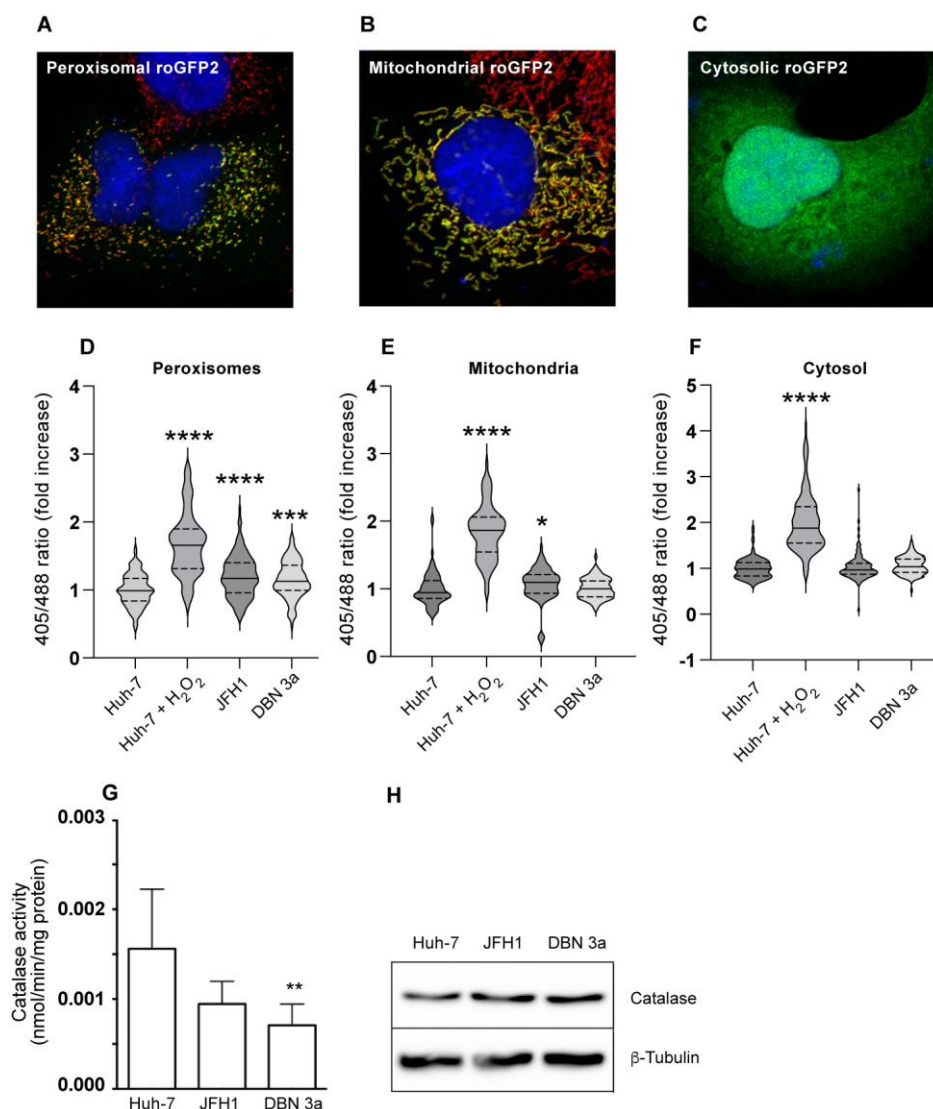 A
B
C
Peroxisomal roGFP2
Mitochondrial roGFP2
Cytosolic roGFP2
D
Peroxisomes
405/488 ratio (fold increase)
4
3
2
1
0
****
****
***
Huh-7
Huh-7 + H₂O₂
JFH1
DBN 3a
E
Mitochondria
405/488 ratio (fold increase)
4
3
2
1
0
****
*
Huh-7
Huh-7 + H₂O₂
JFH1
DBN 3a
F
Cytosol
405/488 ratio (fold increase)
5
4
3
2
1
0
-1
****
Huh-7
Huh-7 + H₂O₂
JFH1
DBN 3a
G
Catalase activity
(nmol/min/mg protein)
0.003
0.002
0.001
0.000
**
Huh-7
JFH1
DBN 3a
H
Huh-7
JFH1
DBN 3a
Catalase
β-Tubulin